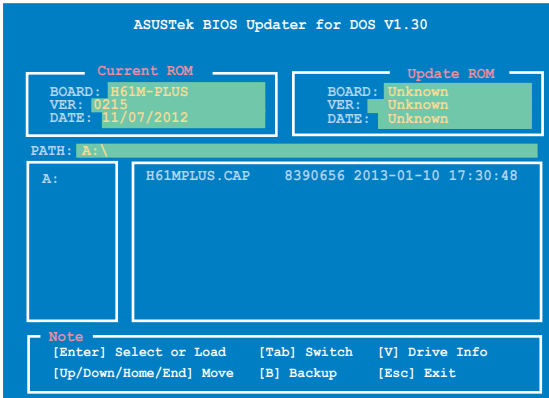 ASUSTek BIOS Updater for DOS V1.30
Current ROM
BOARD: H61M-PLUS
VER: 0215
DATE: 11/07/2012
Update ROM
BOARD: Unknown
VER: Unknown
DATE: Unknown
PATH: A:\
A:
H61MPLUS.CAP 8390656 2013-01-10 17:30:48
Note
[Enter] Select or Load [Tab] Switch [V] Drive Info
[Up/Down/Home/End] Move [B] Backup [Esc] Exit